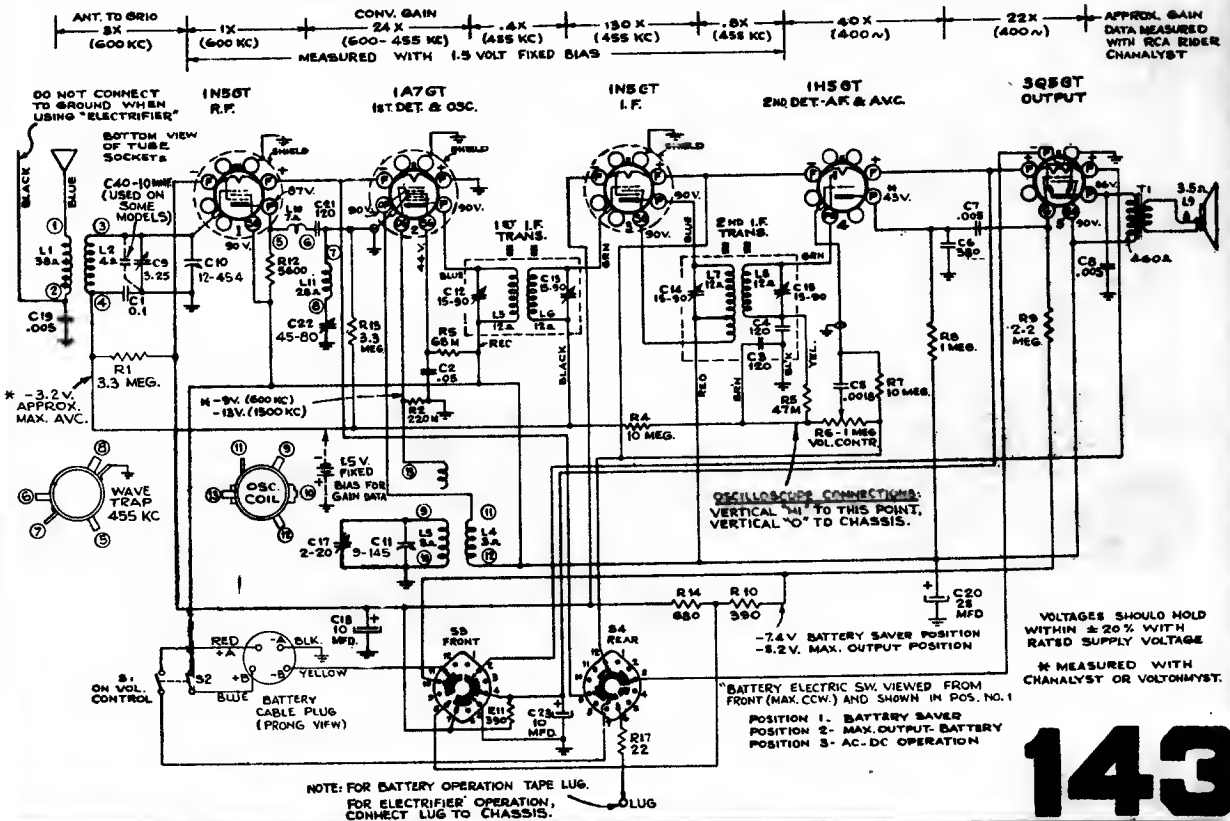 ANT. TO GRID
3X
(600 KC)
1X
(600 KC)
CONV. GAIN
24X
(600-455 KC)
.4X
(455 KC)
130X
(455 KC)
.8X
(455 KC)
40X
(400~)
22X
(400~)
APPROX. GAIN
DATA MEASURED
WITH RCA RIDER
CHANALYST
MEASURED WITH 1.5 VOLT FIXED BIAS
DO NOT CONNECT
TO GROUND WHEN
USING "ELECTRIFIER"
BOTTOM VIEW
OF TUBE
SOCKETS
1N5GT
R.F.
1A7GT
1ST. DET. & OSC.
1N5GT
I.F.
1H5GT
2ND DET.-A.F. & A.V.C.
3Q5GT
OUTPUT
SHIELD
SHIELD
SHIELD
BLACK
BLUE
C40-10 MMF.
(USED ON
SOME
MODELS)
87V.
90V.
90V.
90V.
44V.
90V.
90V.
*
43V.
86V.
90V.
L10
7Ω
C21
120
C7
.005
C6
580
T1
3.5Ω
L9
460Ω
C8
.005
L1
38Ω
L2
4Ω
C9
3.25
C10
12-454
C1
0.1
C19
.005
R12
5600
L11
28Ω
C22
45-80
R13
3.3
MEG.
1ST I.F.
TRANS.
BLUE
C12
15-90
L5
12Ω
L6
12Ω
C13
15-90
R5
68M
RED
C2
.05
BLACK
GRN
BLUE
2ND I.F.
TRANS.
C14
15-90
L7
12Ω
L8
12Ω
C15
15-90
C4
120
C3
120
GRN
BLK
YEL.
RED
GRN
R5
47M
C5
.0018
R7
10 MEG.
R8
1 MEG.
R9
2.2
MEG.
R1
3.3 MEG.
* -3.2 V.
APPROX.
MAX. AVC.
* -9V. (600 KC)
-13V. (1500 KC)
R2
220M
R4
10 MEG.
R6-1 MEG
VOL. CONTR.
WAVE
TRAP
455 KC
OSC.
COIL
1.5 V.
FIXED
BIAS FOR
GAIN DATA
OSCILLOSCOPE CONNECTIONS:
VERTICAL "HI" TO THIS POINT,
VERTICAL "O" TO CHASSIS.
C17
2-20
C11
9-145
L3
8Ω
L4
3Ω
R14
680
R10
390
C20
25
MFD
-7.4V BATTERY SAVER POSITION
-8.2V. MAX. OUTPUT POSITION
VOLTAGES SHOULD HOLD
WITHIN ± 20% WITH
RATED SUPPLY VOLTAGE
* MEASURED WITH
CHANALYST OR VOLTOHMYST.
C18
10
MFD.
S3
FRONT
S4
REAR
RED
+A
-A
BLK.
+B
-B
YELLOW
BLUE
S1
ON VOL.
CONTROL
S2
BATTERY
CABLE PLUG
(PRONG VIEW)
R11
390
C23
10
MFD.
R17
22
LUG
"BATTERY ELECTRIC SW. VIEWED FROM
FRONT (MAX. CCW.) AND SHOWN IN POS. NO. 1
POSITION 1. BATTERY SAVER
POSITION 2- MAX. OUTPUT- BATTERY
POSITION 3- AC-DC OPERATION
NOTE: FOR BATTERY OPERATION TAPE LUG.
FOR ELECTRIFIER OPERATION,
CONNECT LUG TO CHASSIS.
143